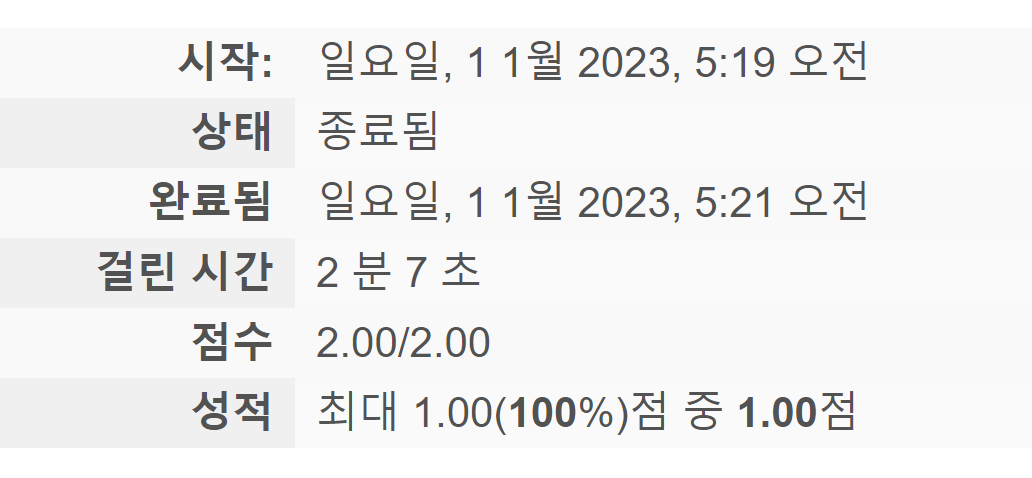 시작: 일요일, 1 1월 2023, 5:19 오전
상태 종료됨
완료됨 일요일, 1 1월 2023, 5:21 오전
걸린 시간 2 분 7 초
점수 2.00/2.00
성적 최대 1.00(100%)점 중 1.00점